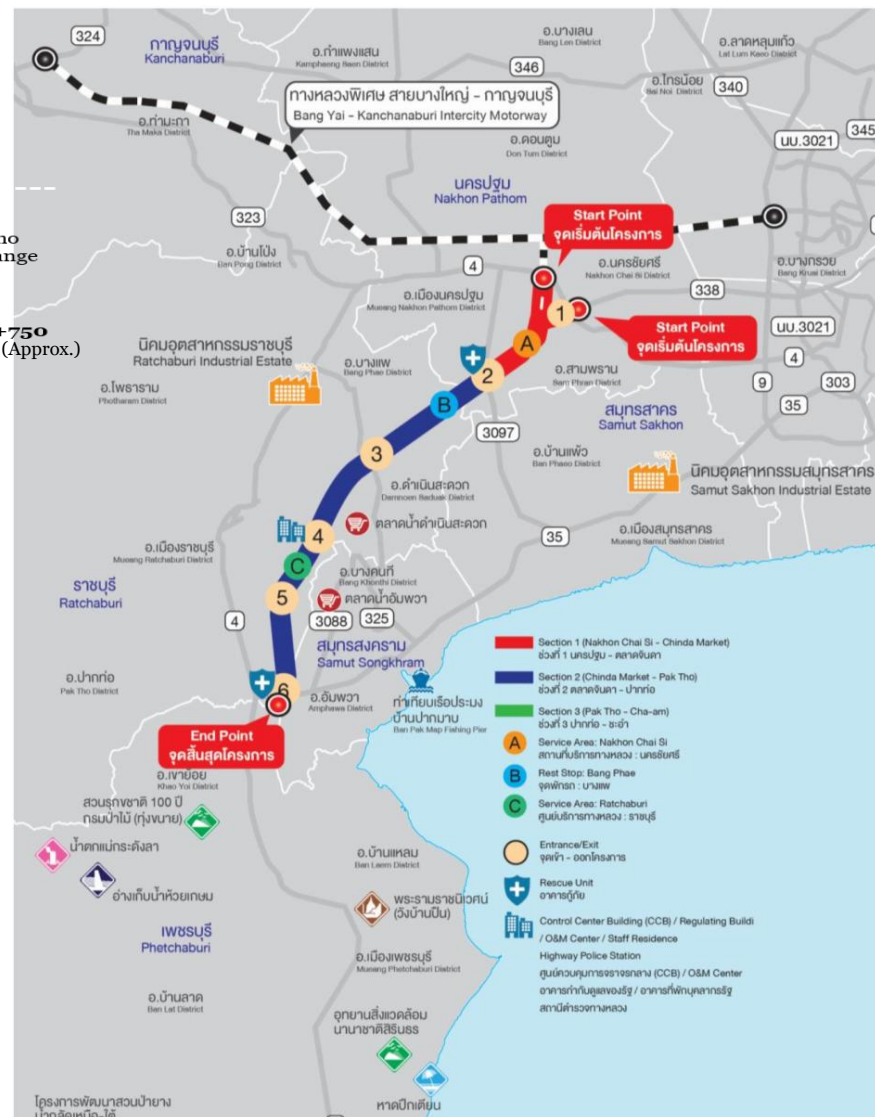 324
กาญจนบุรี
Kanchanaburi
อ.กำแพงแสน
Kamphaeng Saen District
อ.บางเลน
Bang Len District
อ.ลาดหลุมแก้ว
Lat Lum Kaeo District
346
อ.ไทรน้อย
Sai Noi District
340
345
นบ.3021
ทางหลวงพิเศษ สายบางใหญ่ - กาญจนบุรี
Bang Yai - Kanchanaburi Intercity Motorway
อ.ท่ามะกา
Tha Maka District
อ.ดอนตูม
Don Tum District
นครปฐม
Nakhon Pathom
323
Start Point
จุดเริ่มต้นโครงการ
อ.บ้านโป่ง
Ban Pong District
4
อ.นครชัยศรี
Nakhon Chai Si District
อ.บางกรวย
Bang Kruai District
อ.เมืองนครปฐม
Mueang Nakhon Pathom District
338
1
Start Point
จุดเริ่มต้นโครงการ
นบ.3021
+750
(Approx.)
นิคมอุตสาหกรรมราชบุรี
Ratchaburi Industrial Estate
A
4
อ.บางแพ
Bang Phae District
2
อ.สามพราน
Sam Phran District
9
303
35
อ.โพธาราม
Photharam District
B
สมุทรสาคร
Samut Sakhon
3097
3
อ.บ้านแพ้ว
Ban Phaeo District
นิคมอุตสาหกรรมสมุทรสาคร
Samut Sakhon Industrial Estate
อ.ดำเนินสะดวก
Damnoen Saduak District
4
ตลาดน้ำดำเนินสะดวก
อ.เมืองสมุทรสาคร
Mueang Samut Sakhon District
35
อ.เมืองราชบุรี
Mueang Ratchaburi District
C
อ.บางคนที
Bang Khonthi District
ราชบุรี
Ratchaburi
5
ตลาดน้ำอัมพวา
4
3088
325
สมุทรสงคราม
Samut Songkhram
อ.ปากท่อ
Pak Tho District
6
อ.อัมพวา
Amphawa District
ท่าเทียบเรือประมง
บ้านปากมาบ
Ban Pak Map Fishing Pier
End Point
จุดสิ้นสุดโครงการ
Section 1 (Nakhon Chai Si - Chinda Market)
ช่วงที่ 1 นครปฐม - ตลาดจินดา
Section 2 (Chinda Market - Pak Tho)
ช่วงที่ 2 ตลาดจินดา - ปากท่อ
Section 3 (Pak Tho - Cha-am)
ช่วงที่ 3 ปากท่อ - ชะอำ
A
Service Area: Nakhon Chai Si
สถานที่บริการทางหลวง : นครชัยศรี
B
Rest Stop: Bang Phae
จุดพักรถ : บางแพ
C
Service Area: Ratchaburi
ศูนย์บริการทางหลวง : ราชบุรี
Entrance/Exit
จุดเข้า - ออกโครงการ
Rescue Unit
อาคารกู้ภัย
Control Center Building (CCB) / Regulating Buildi
/ O&M Center / Staff Residence
Highway Police Station
ศูนย์ควบคุมการจราจรกลาง (CCB) / O&M Center
อาคารกำกับดูแลของรัฐ / อาคารที่พักบุคลากรรัฐ
สถานีตำรวจทางหลวง
อ.เขาย้อย
Khao Yoi District
สวนรุกขชาติ 100 ปี
กรมป่าไม้ (ทุ่งขนาย)
น้ำตกแม่กระดังลา
อ่างเก็บน้ำห้วยเกษม
อ.บ้านแหลม
Ban Laem District
พระรามราชนิเวศน์
(วังบ้านปืน)
เพชรบุรี
Phetchaburi
อ.เมืองเพชรบุรี
Mueang Phetchaburi District
อ.บ้านลาด
Ban Lat District
อุทยานสิ่งแวดล้อม
นานาชาติสิรินธร
หาดปึกเตียน
โครงการพัฒนาสวนป่ายาง